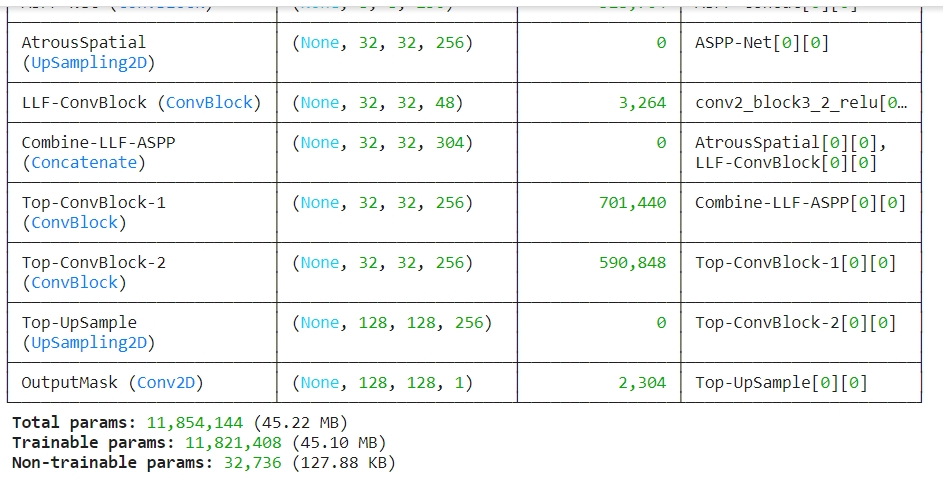 AtrousSpatial (None, 32, 32, 256) 0 ASPP-Net[0][0]
(UpSampling2D)
LLF-ConvBlock (ConvBlock) (None, 32, 32, 48) 3,264 conv2_block3_2_relu[0…
Combine-LLF-ASPP (None, 32, 32, 304) 0 AtrousSpatial[0][0],
(Concatenate) LLF-ConvBlock[0][0]
Top-ConvBlock-1 (None, 32, 32, 256) 701,440 Combine-LLF-ASPP[0][0]
(ConvBlock)
Top-ConvBlock-2 (None, 32, 32, 256) 590,848 Top-ConvBlock-1[0][0]
(ConvBlock)
Top-UpSample (None, 128, 128, 256) 0 Top-ConvBlock-2[0][0]
(UpSampling2D)
OutputMask (Conv2D) (None, 128, 128, 1) 2,304 Top-UpSample[0][0]
Total params: 11,854,144 (45.22 MB)
Trainable params: 11,821,408 (45.10 MB)
Non-trainable params: 32,736 (127.88 KB)